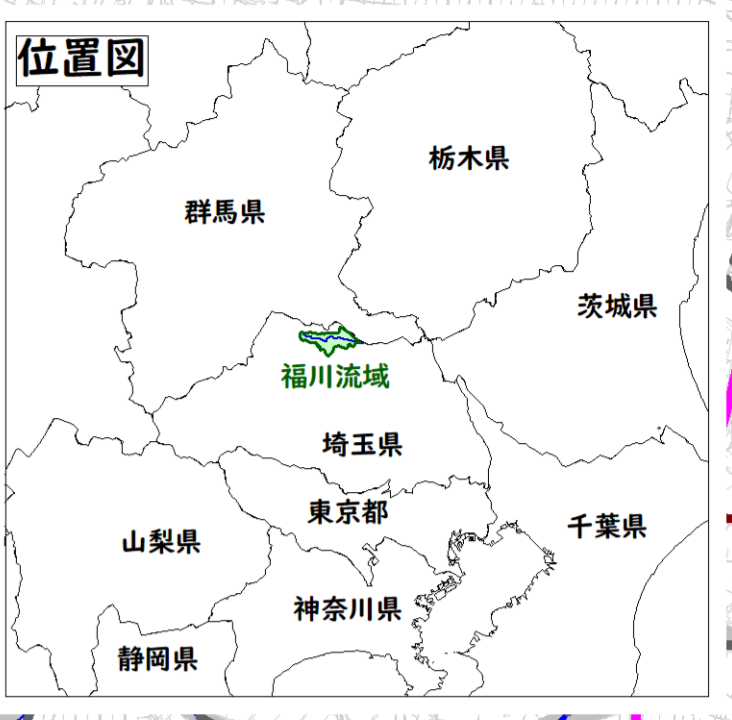 位置図
栃木県
群馬県
茨城県
福川流域
埼玉県
東京都
千葉県
山梨県
神奈川県
静岡県